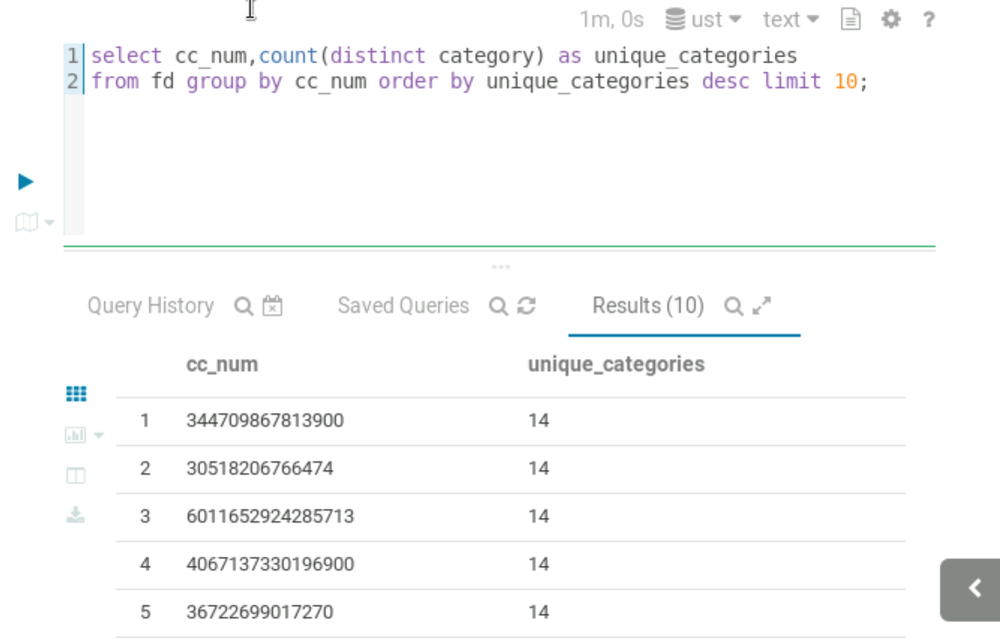 1m, 0s ust text ?
1 select cc_num,count(distinct category) as unique_categories
2 from fd group by cc_num order by unique_categories desc limit 10;
Query History Saved Queries Results (10)
cc_num unique_categories
1 344709867813900 14
2 30518206766474 14
3 6011652924285713 14
4 4067137330196900 14
5 36722699017270 14